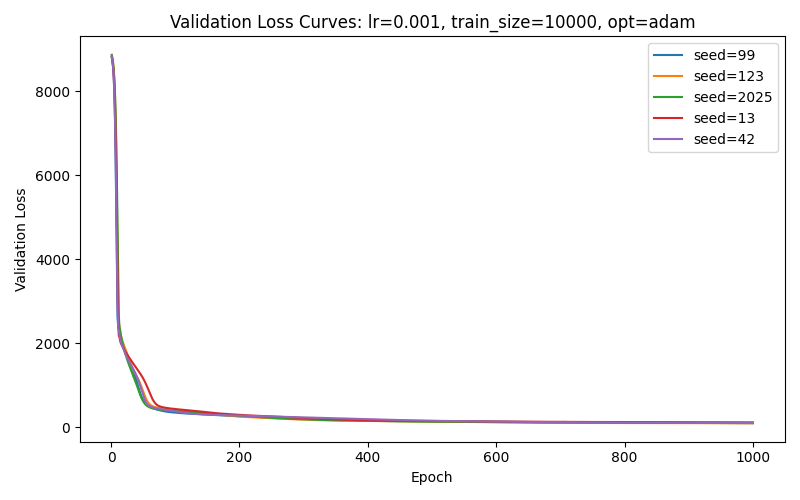 Validation Loss Curves: lr=0.001, train_size=10000, opt=adam
seed=99
seed=123
seed=2025
seed=13
seed=42
Validation Loss
8000
6000
4000
2000
0
0 200 400 600 800 1000
Epoch